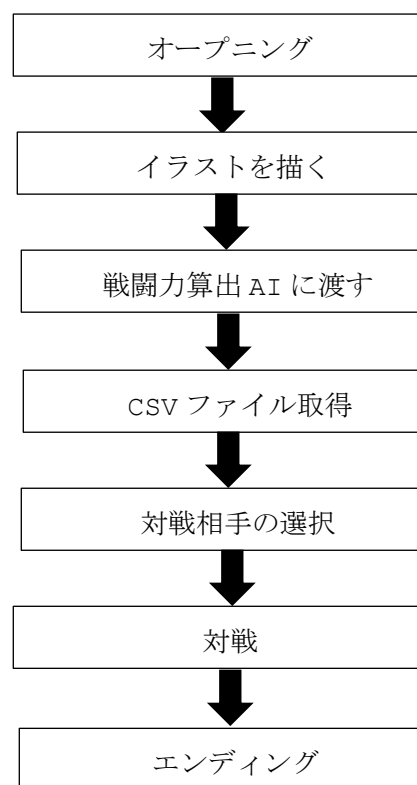 オープニング
イラストを描く
戦闘力算出 AI に渡す
CSV ファイル取得
対戦相手の選択
対戦
エンディング